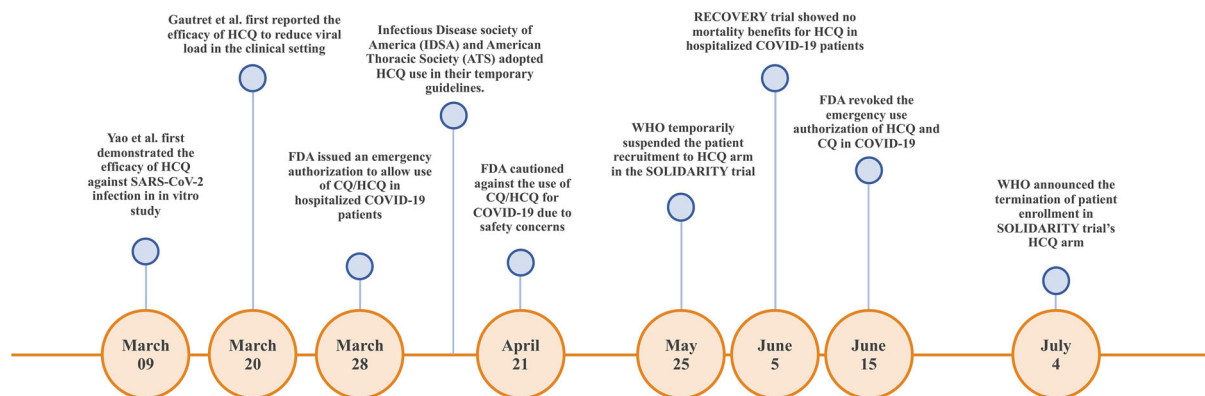 Yao et al. first
demonstrated the
efficacy of HCQ
against SARS-CoV-2
infection in in vitro
study
March
09
Gautret et al. first reported the
efficacy of HCQ to reduce viral
load in the clinical setting
March
20
FDA issued an emergency
authorization to allow use
of CQ/HCQ in
hospitalized COVID-19
patients
March
28
Infectious Disease society of
America (IDSA) and American
Thoracic Society (ATS) adopted
HCQ use in their temporary
guidelines.
FDA cautioned
against the use of
CQ/HCQ for
COVID-19 due to
safety concerns
April
21
WHO temporarily
suspended the patient
recruitment to HCQ arm
in the SOLIDARITY trial
May
25
RECOVERY trial showed no
mortality benefits for HCQ in
hospitalized COVID-19 patients
June
5
FDA revoked the
emergency use
authorization of HCQ and
CQ in COVID-19
June
15
WHO announced the
termination of patient
enrollment in
SOLIDARITY trial's
HCQ arm
July
4